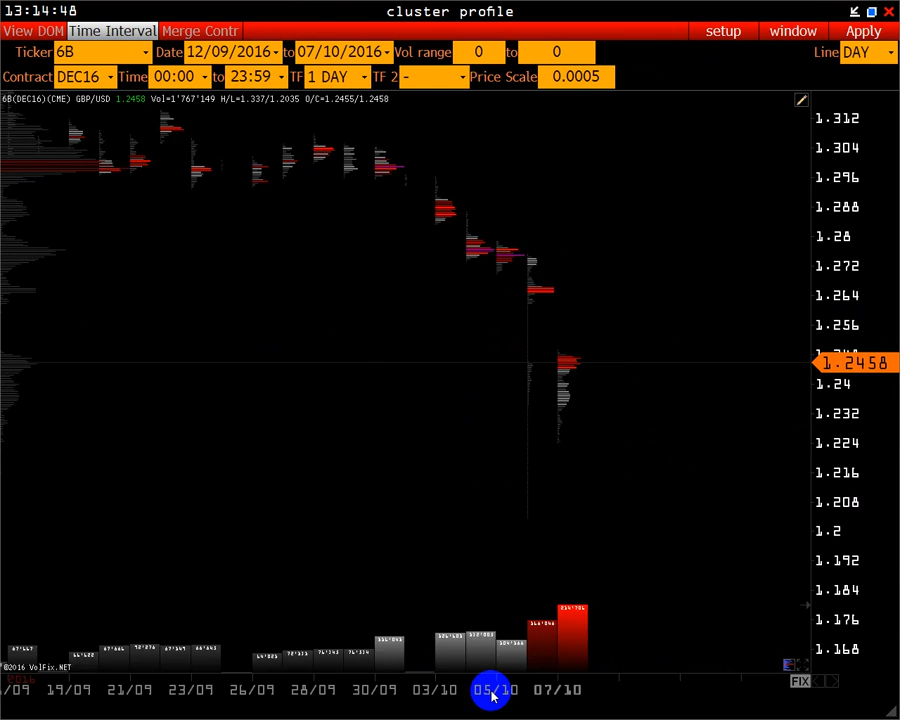 13:14:48 cluster profile
View DOM Time Interval Merge Contr setup window Apply
Ticker 6B Date 12/09/2016 to 07/10/2016 Vol range 0 to 0 Line DAY
Contract DEC16 Time 00:00 to 23:59 TF 1 DAY TF 2 - Price Scale 0.0005
6B(DEC16)(CME) GBP/USD 1.2458 Vol=1'767'149 H/L=1.337/1.2035 O/C=1.2455/1.2458
1.312
1.304
1.296
1.288
1.28
1.272
1.264
1.256
1.2458
1.24
1.232
1.224
1.216
1.208
1.2
1.192
1.184
1.176
1.168
©2016 VolFix.NET
2016
FIX
/09 19/09 21/09 23/09 26/09 28/09 30/09 03/10 05/10 07/10